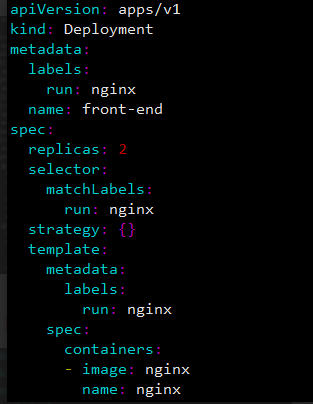 apiVersion: apps/v1
kind: Deployment
metadata:
  labels:
    run: nginx
  name: front-end
spec:
  replicas: 2
  selector:
    matchLabels:
      run: nginx
  strategy: {}
  template:
    metadata:
      labels:
        run: nginx
    spec:
      containers:
      - image: nginx
        name: nginx